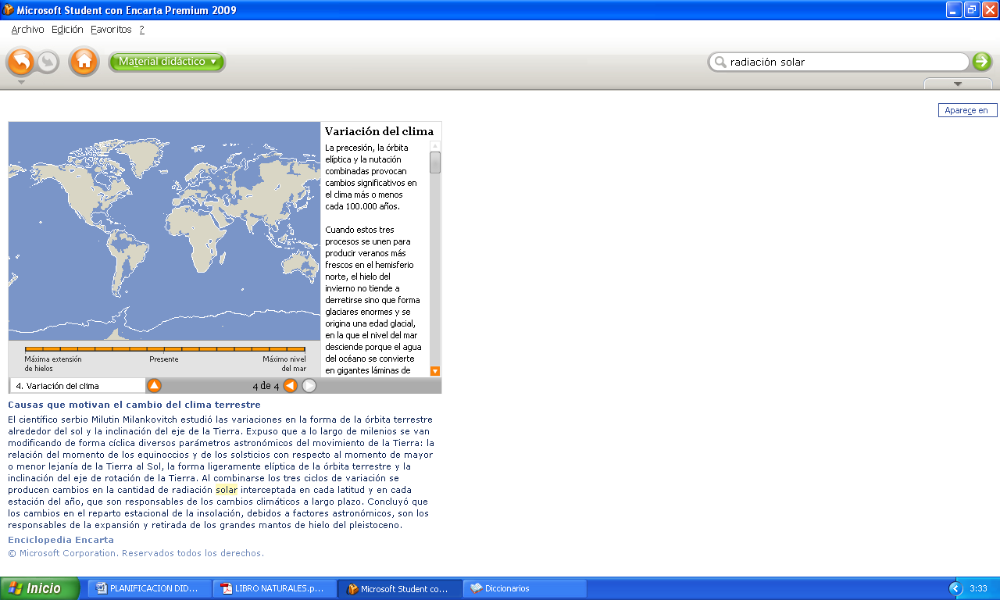 Microsoft Student con Encarta Premium 2009
Archivo Edición Favoritos ?
Material didáctico
radiación solar
Aparece en
Variación del clima
La precesión, la órbita
elíptica y la nutación
combinadas provocan
cambios significativos en
el clima más o menos
cada 100.000 años.
Cuando estos tres
procesos se unen para
producir veranos más
frescos en el hemisferio
norte, el hielo del
invierno no tiende a
derretirse sino que forma
glaciares enormes y se
origina una edad glacial,
en la que el nivel del mar
desciende porque el agua
del océano se convierte
en gigantes láminas de
Máxima extensión
de hielos
Presente
Máximo nivel
del mar
4. Variación del clima
4 de 4
Causas que motivan el cambio del clima terrestre
El científico serbio Milutin Milankovitch estudió las variaciones en la forma de la órbita terrestre
alrededor del sol y la inclinación del eje de la Tierra. Expuso que a lo largo de milenios se van
modificando de forma cíclica diversos parámetros astronómicos del movimiento de la Tierra: la
relación del momento de los equinoccios y de los solsticios con respecto al momento de mayor
o menor lejanía de la Tierra al Sol, la forma ligeramente elíptica de la órbita terrestre y la
inclinación del eje de rotación de la Tierra. Al combinarse los tres ciclos de variación se
producen cambios en la cantidad de radiación solar interceptada en cada latitud y en cada
estación del año, que son responsables de los cambios climáticos a largo plazo. Concluyó que
los cambios en el reparto estacional de la insolación, debidos a factores astronómicos, son los
responsables de la expansión y retirada de los grandes mantos de hielo del pleistoceno.
Enciclopedia Encarta
© Microsoft Corporation. Reservados todos los derechos.
Inicio
PLANIFICACION DID...
LIBRO NATURALES.p...
Microsoft Student co...
Diccionarios
3:33